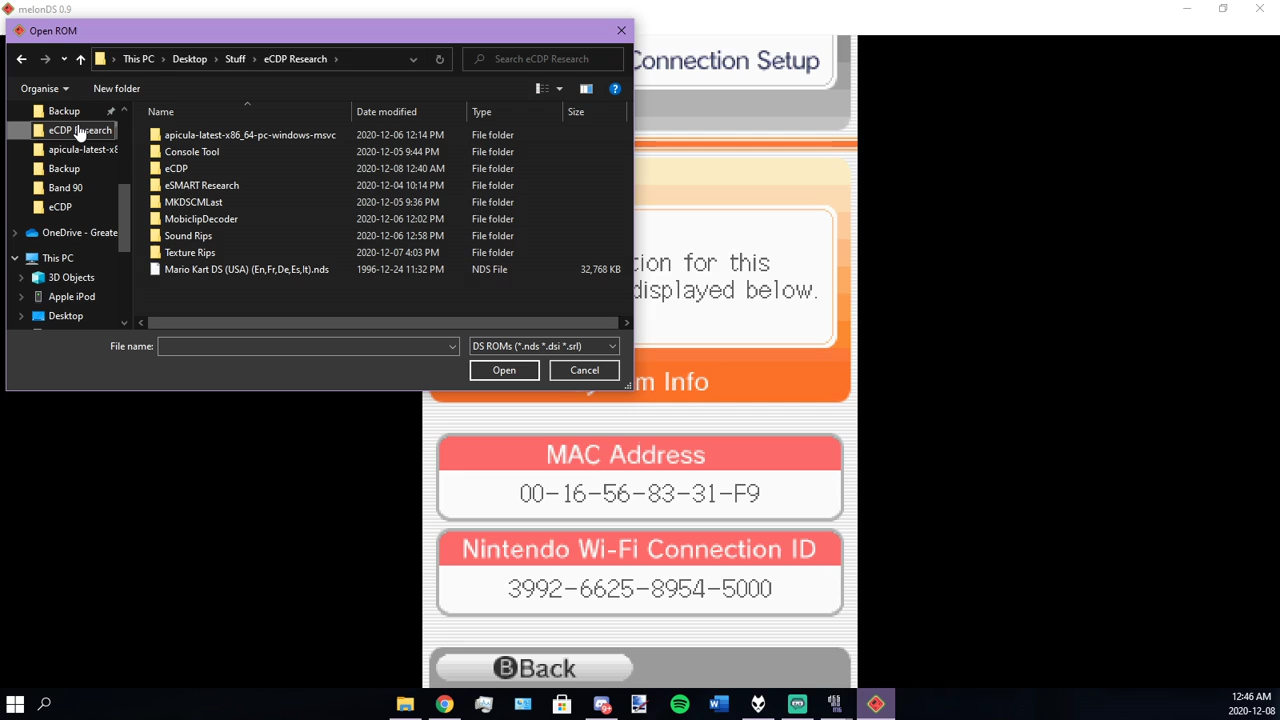 melonDS 0.9
Open ROM
This PC > Desktop > Stuff > eCDP Research >
Search eCDP Research
Organise
New folder
Name Date modified Type Size
Backup
eCDP Research
apicula-latest-x8
Backup
Band 90
eCDP
OneDrive - Greate
This PC
3D Objects
Apple iPod
Desktop
apicula-latest-x86_64-pc-windows-msvc 2020-12-06 12:14 PM File folder
Console Tool 2020-12-05 9:44 PM File folder
eCDP 2020-12-08 12:40 AM File folder
eSMART Research 2020-12-04 10:14 PM File folder
MKDSCMLast 2020-12-05 9:36 PM File folder
MobiclipDecoder 2020-12-06 12:02 PM File folder
Sound Rips 2020-12-06 12:58 PM File folder
Texture Rips 2020-12-07 4:03 PM File folder
Mario Kart DS (USA) (En,Fr,De,Es,It).nds 1996-12-24 11:32 PM NDS File 32,768 KB
File name:
DS ROMs (*.nds *.dsi *.srl)
Open
Cancel
Connection Setup
tion for this
displayed below.
m Info
MAC Address
00-16-56-83-31-F9
Nintendo Wi-Fi Connection ID
3992-6625-8954-5000
B Back
12:46 AM
2020-12-08